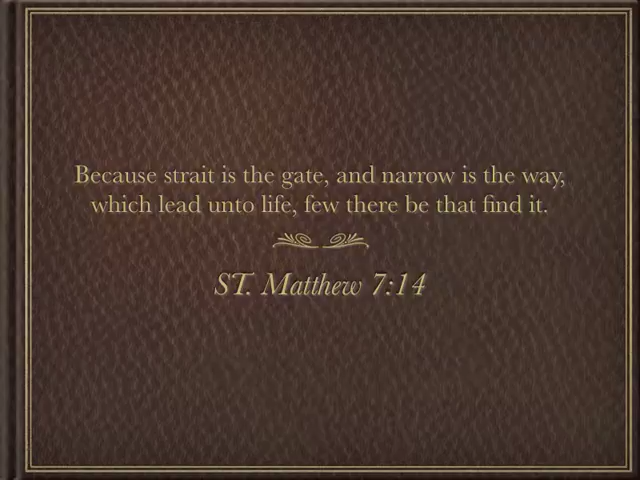 Because strait is the gate, and narrow is the way,
which lead unto life, few there be that find it.
ST. Matthew 7:14